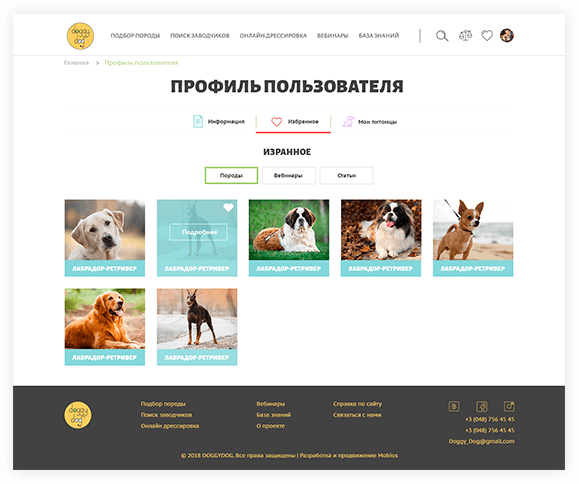 doggy dog
ПОДБОР ПОРОДЫ ПОИСК ЗАВОДЧИКОВ ОНЛАЙН ДРЕССИРОВКА ВЕБИНАРЫ БАЗА ЗНАНИЙ
Главная > Профиль пользователя
ПРОФИЛЬ ПОЛЬЗОВАТЕЛЯ
Информация Избранное Мои питомцы
ИЗРАННОЕ
Породы Вебинары Статьи
Подробнее
ЛАБРАДОР-РЕТРИВЕР ЛАБРАДОР-РЕТРИВЕР ЛАБРАДОР-РЕТРИВЕР ЛАБРАДОР-РЕТРИВЕР
ЛАБРАДОР-РЕТРИВЕР ЛАБРАДОР-РЕТРИВЕР
doggy dog
Подбор породы Вебинары Справка по сайту
Поиск заводчиков База знаний Связаться с нами
Онлайн дрессировка О проекте
+3 (048) 756 45 45
+3 (048) 756 45 45
Doggy_Dog@gmail.com
© 2018 DOGGYDOG. Все права защищены | Разработка и продвижение Mobios